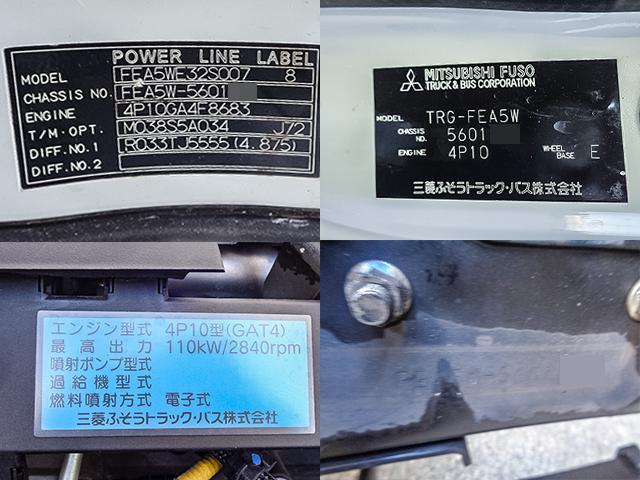 POWER LINE LABEL
MODEL FEA5WE32S007 8
CHASSIS NO. FEA5W-5601
ENGINE 4P10GA4F8683
T/M·OPT. M038S5A034 J72
DIFF.NO.1 R033TJ5555(4.875)
DIFF.NO.2
MITSUBISHI FUSO
TRUCK & BUS CORPORATION
MODEL TRG-FEA5W
CHASSIS NO. 5601
ENGINE 4P10 WHEEL BASE E
三菱ふそうトラック・バス株式会社
エンジン型式 4P10型(GAT4)
最高出力 110kW/2840rpm
噴射ポンプ型式
過給機型式
燃料噴射方式 電子式
三菱ふそうトラック・バス株式会社